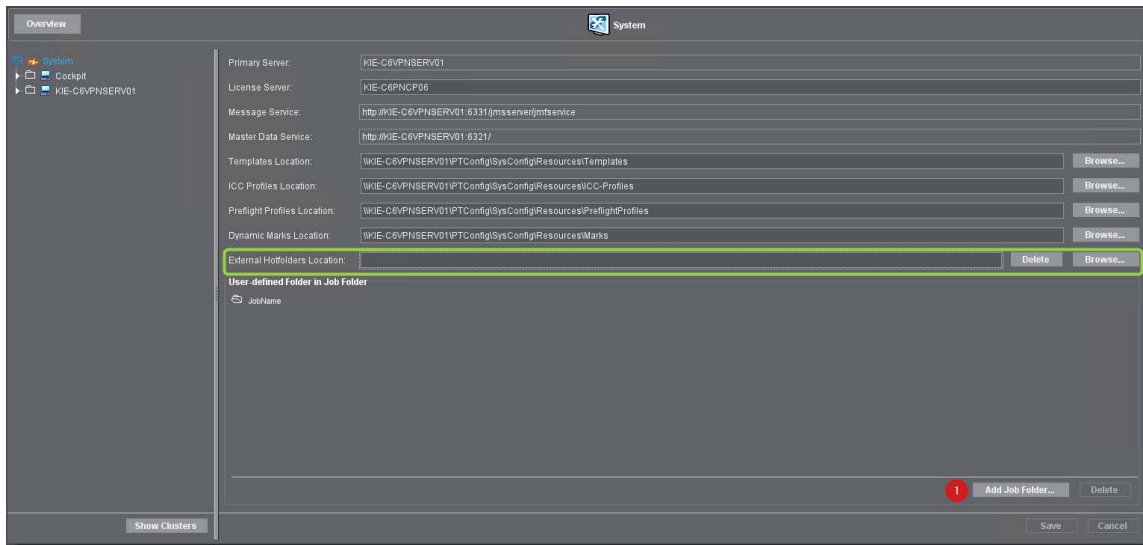 Overview
System
System
Cockpit
KIE-C6VPNSERV01
Primary Server: KIE-C6VPNSERV01
License Server: KIE-C6PNCP06
Message Service: http://KIE-C6VPNSERV01:6331/jmsserver/jmfservice
Master Data Service: http://KIE-C6VPNSERV01:6321/
Templates Location: \\KIE-C6VPNSERV01\PTConfig\SysConfig\Resources\Templates Browse...
ICC Profiles Location: \\KIE-C6VPNSERV01\PTConfig\SysConfig\Resources\ICC-Profiles Browse...
Preflight Profiles Location: \\KIE-C6VPNSERV01\PTConfig\SysConfig\Resources\PreflightProfiles Browse...
Dynamic Marks Location: \\KIE-C6VPNSERV01\PTConfig\SysConfig\Resources\Marks Browse...
External Hotfolders Location: Delete Browse...
User-defined Folder in Job Folder
JobName
1 Add Job Folder... Delete
Show Clusters Save Cancel